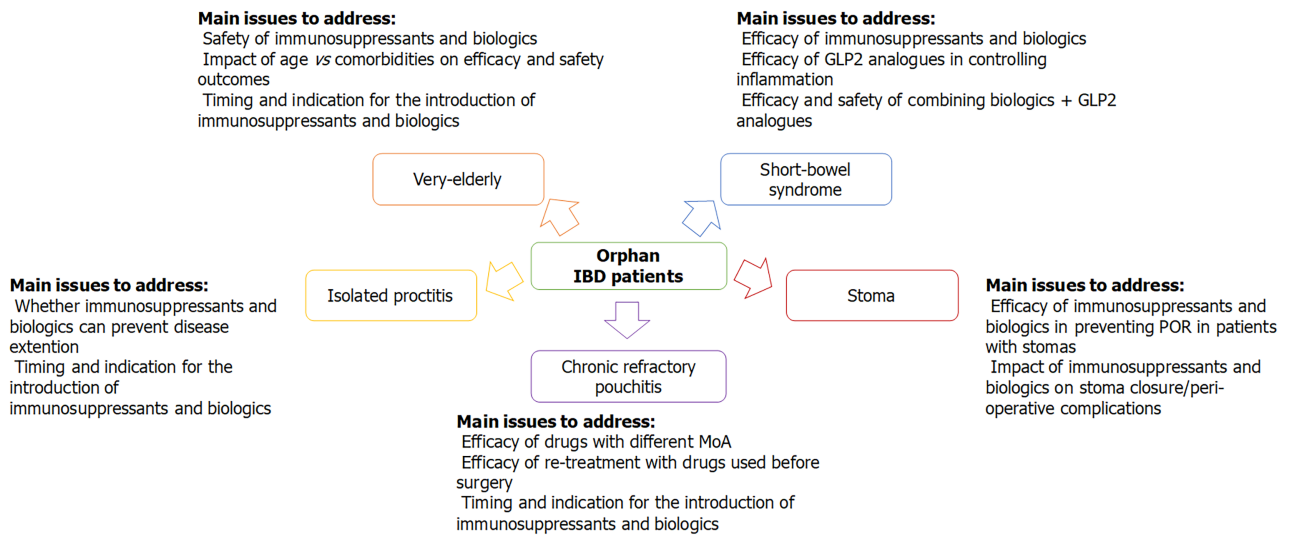 Main issues to address:
Safety of immunosuppressants and biologics
Impact of age vs comorbidities on efficacy and safety
outcomes
Timing and indication for the introduction of
immunosuppressants and biologics
Main issues to address:
Efficacy of immunosuppressants and biologics
Efficacy of GLP2 analogues in controlling
inflammation
Efficacy and safety of combining biologics + GLP2
analogues
Very-elderly
Short-bowel
syndrome
Orphan
IBD patients
Isolated proctitis
Stoma
Chronic refractory
pouchitis
Main issues to address:
Whether immunosuppressants and
biologics can prevent disease
extention
Timing and indication for the
introduction of
immunosuppressants and biologics
Main issues to address:
Efficacy of immunosuppressants and
biologics in preventing POR in patients
with stomas
Impact of immunosuppressants and
biologics on stoma closure/peri-
operative complications
Main issues to address:
Efficacy of drugs with different MoA
Efficacy of re-treatment with drugs used before
surgery
Timing and indication for the introduction of
immunosuppressants and biologics